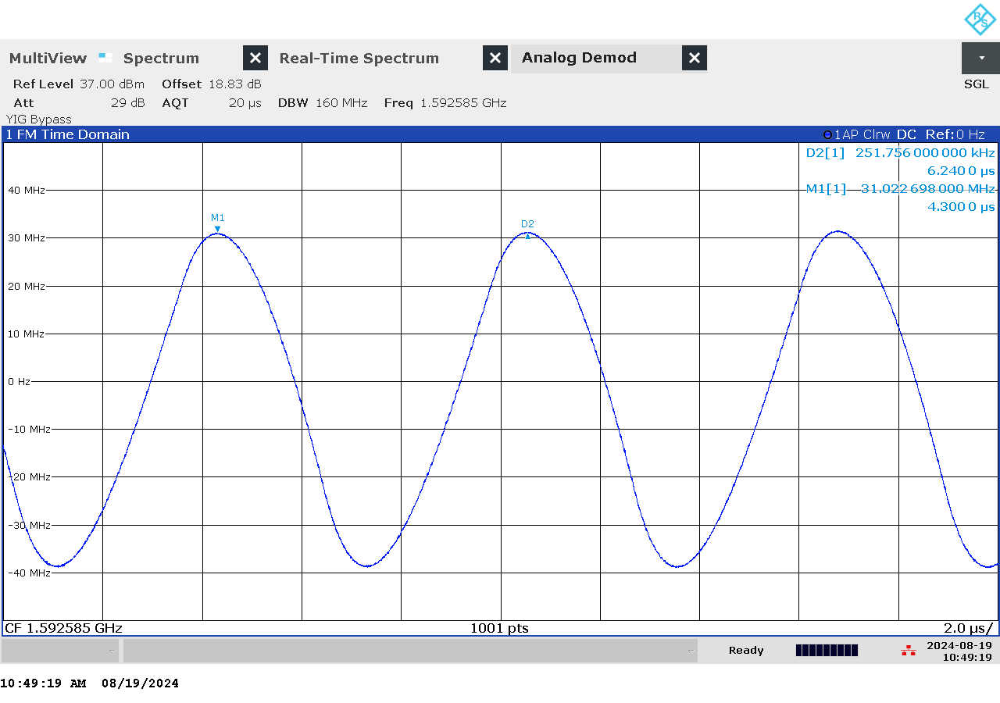 R S
MultiView Spectrum Real-Time Spectrum Analog Demod
Ref Level 37.00 dBm Offset 18.83 dB
SGL
Att 29 dB AQT 20 µs DBW 160 MHz Freq 1.592585 GHz
YIG Bypass
1 FM Time Domain 1AP Clrw DC Ref:0 Hz
D2[1] 251.756 000 000 kHz
6.240 0 µs
M1[1] 31.022 698 000 MHz
4.300 0 µs
40 MHz
M1
D2
30 MHz
20 MHz
10 MHz
0 Hz
-10 MHz
-20 MHz
-30 MHz
-40 MHz
CF 1.592585 GHz 1001 pts 2.0 µs/
Ready 2024-08-19
10:49:19
10:49:19 AM 08/19/2024